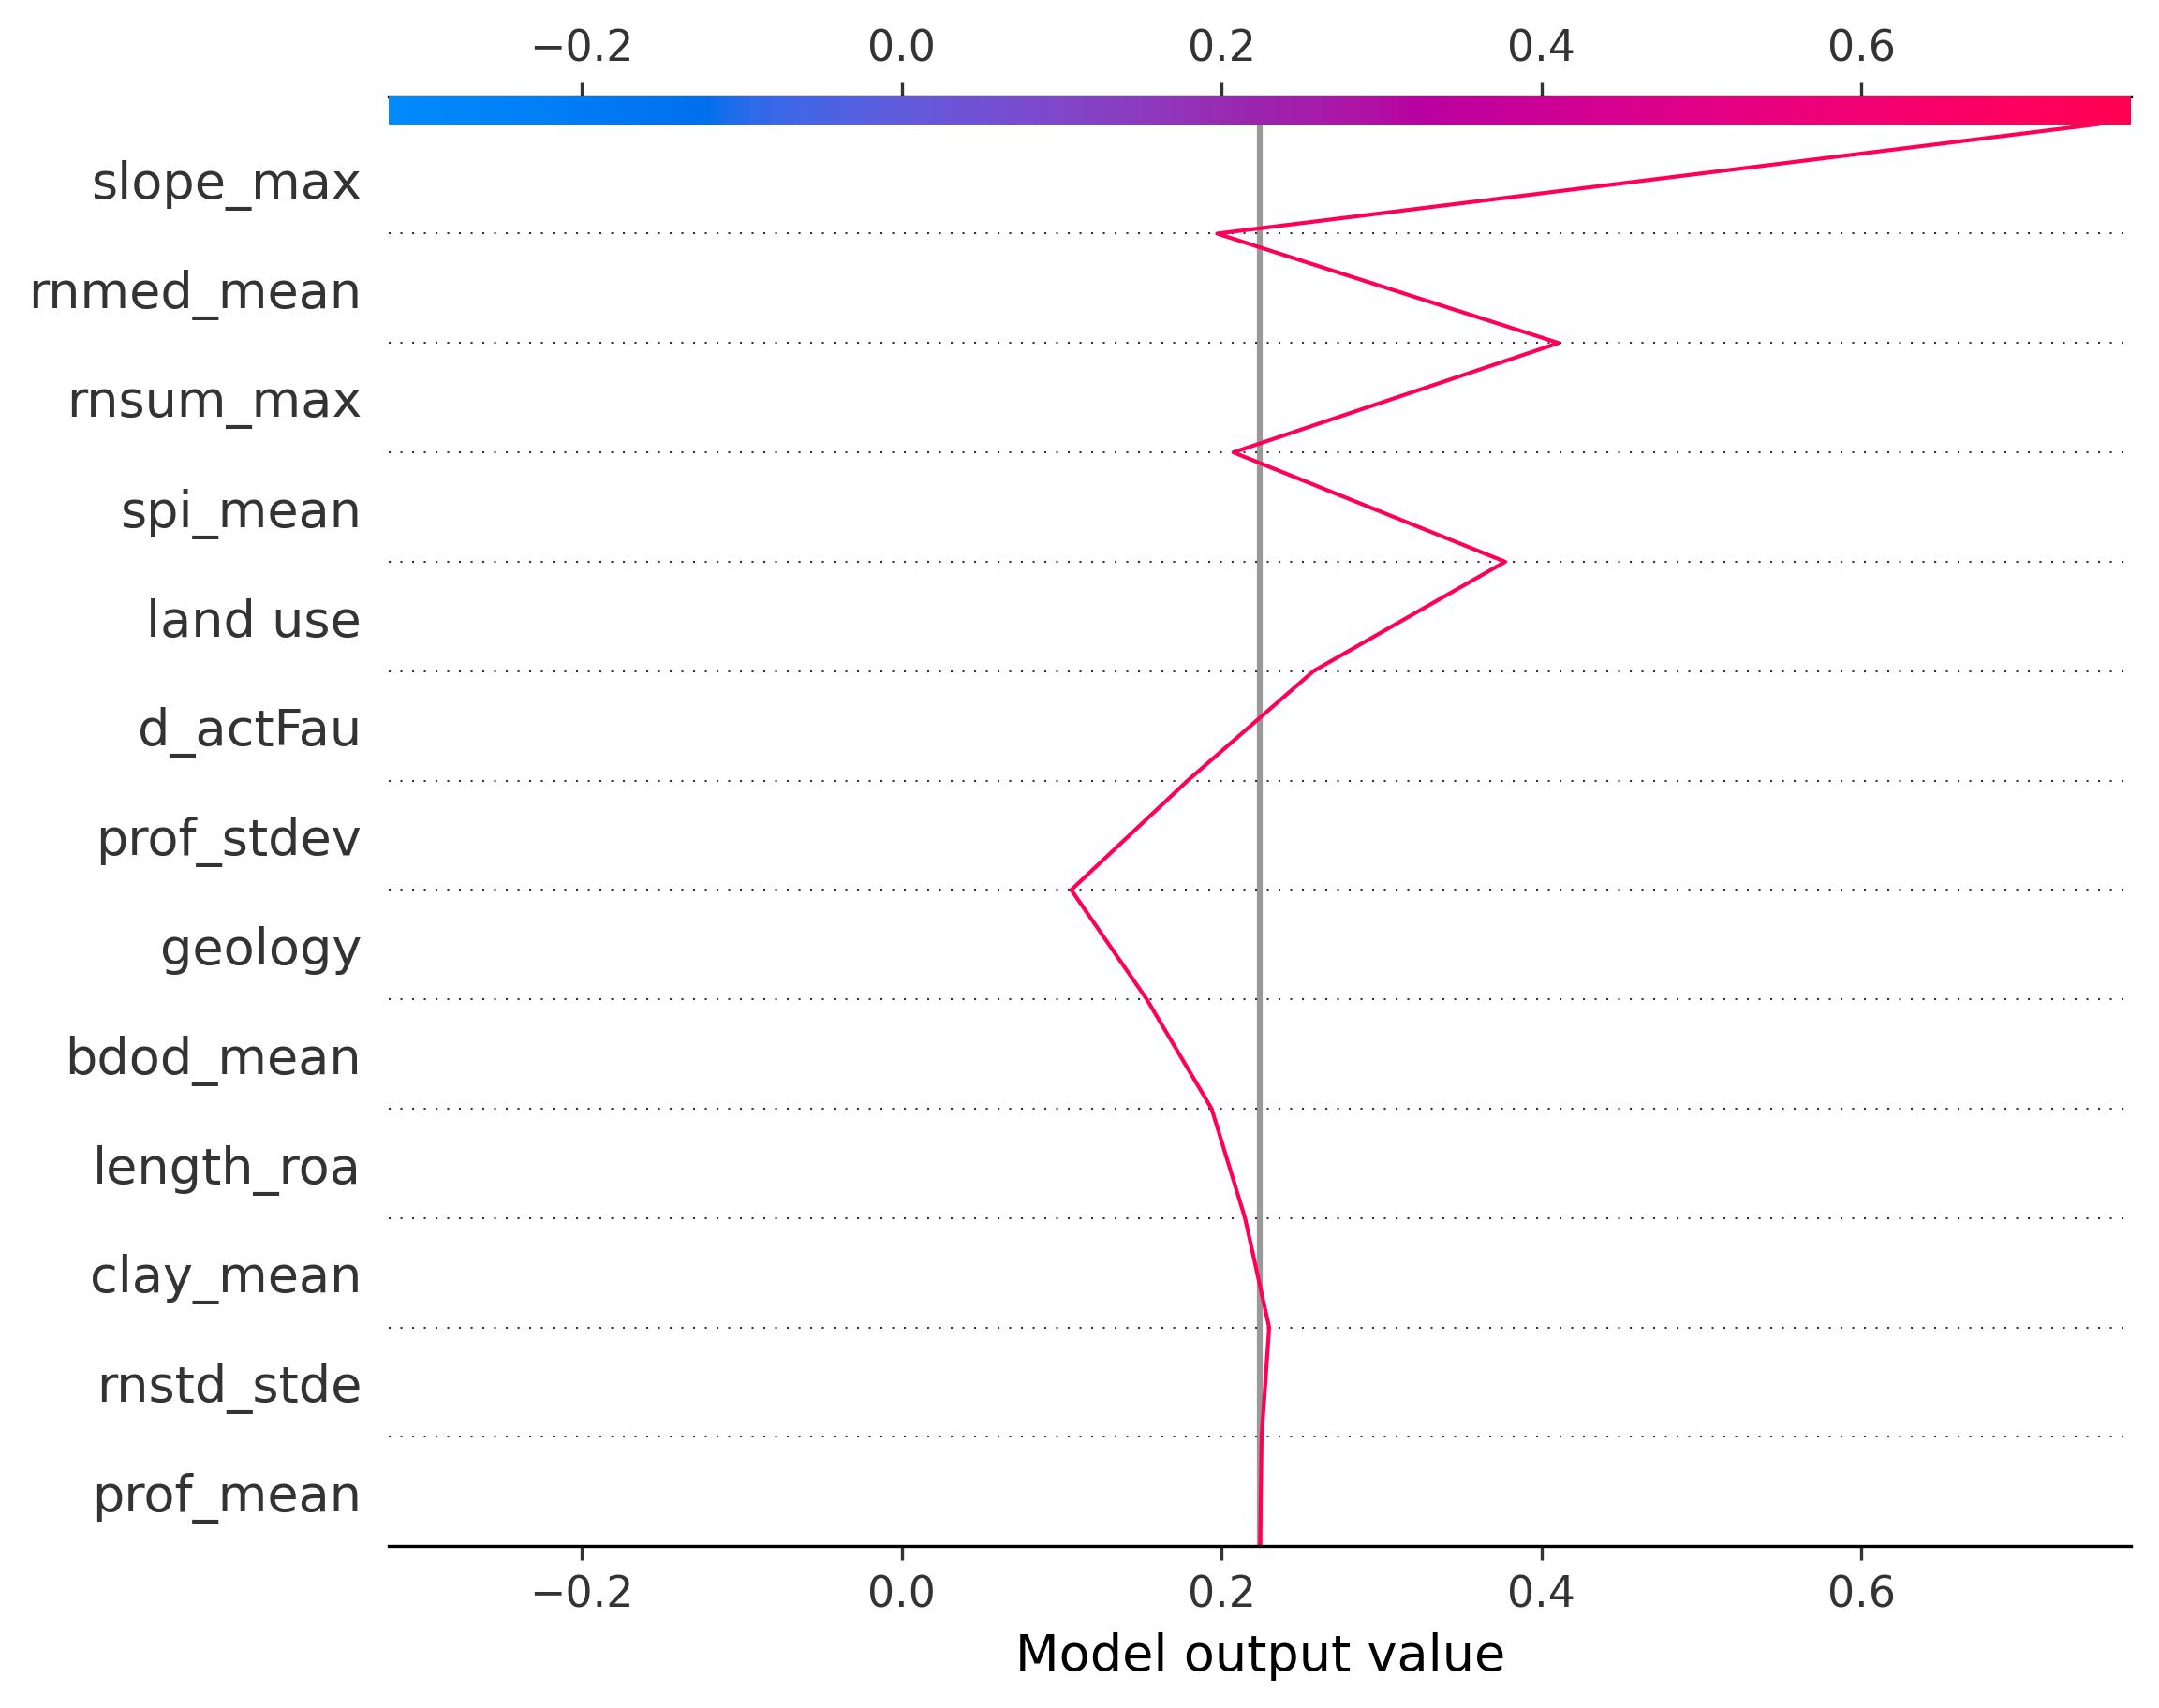 −0.2 0.0 0.2 0.4 0.6
slope_max
rnmed_mean
rnsum_max
spi_mean
land use
d_actFau
prof_stdev
geology
bdod_mean
length_roa
clay_mean
rnstd_stde
prof_mean
−0.2 0.0 0.2 0.4 0.6
Model output value